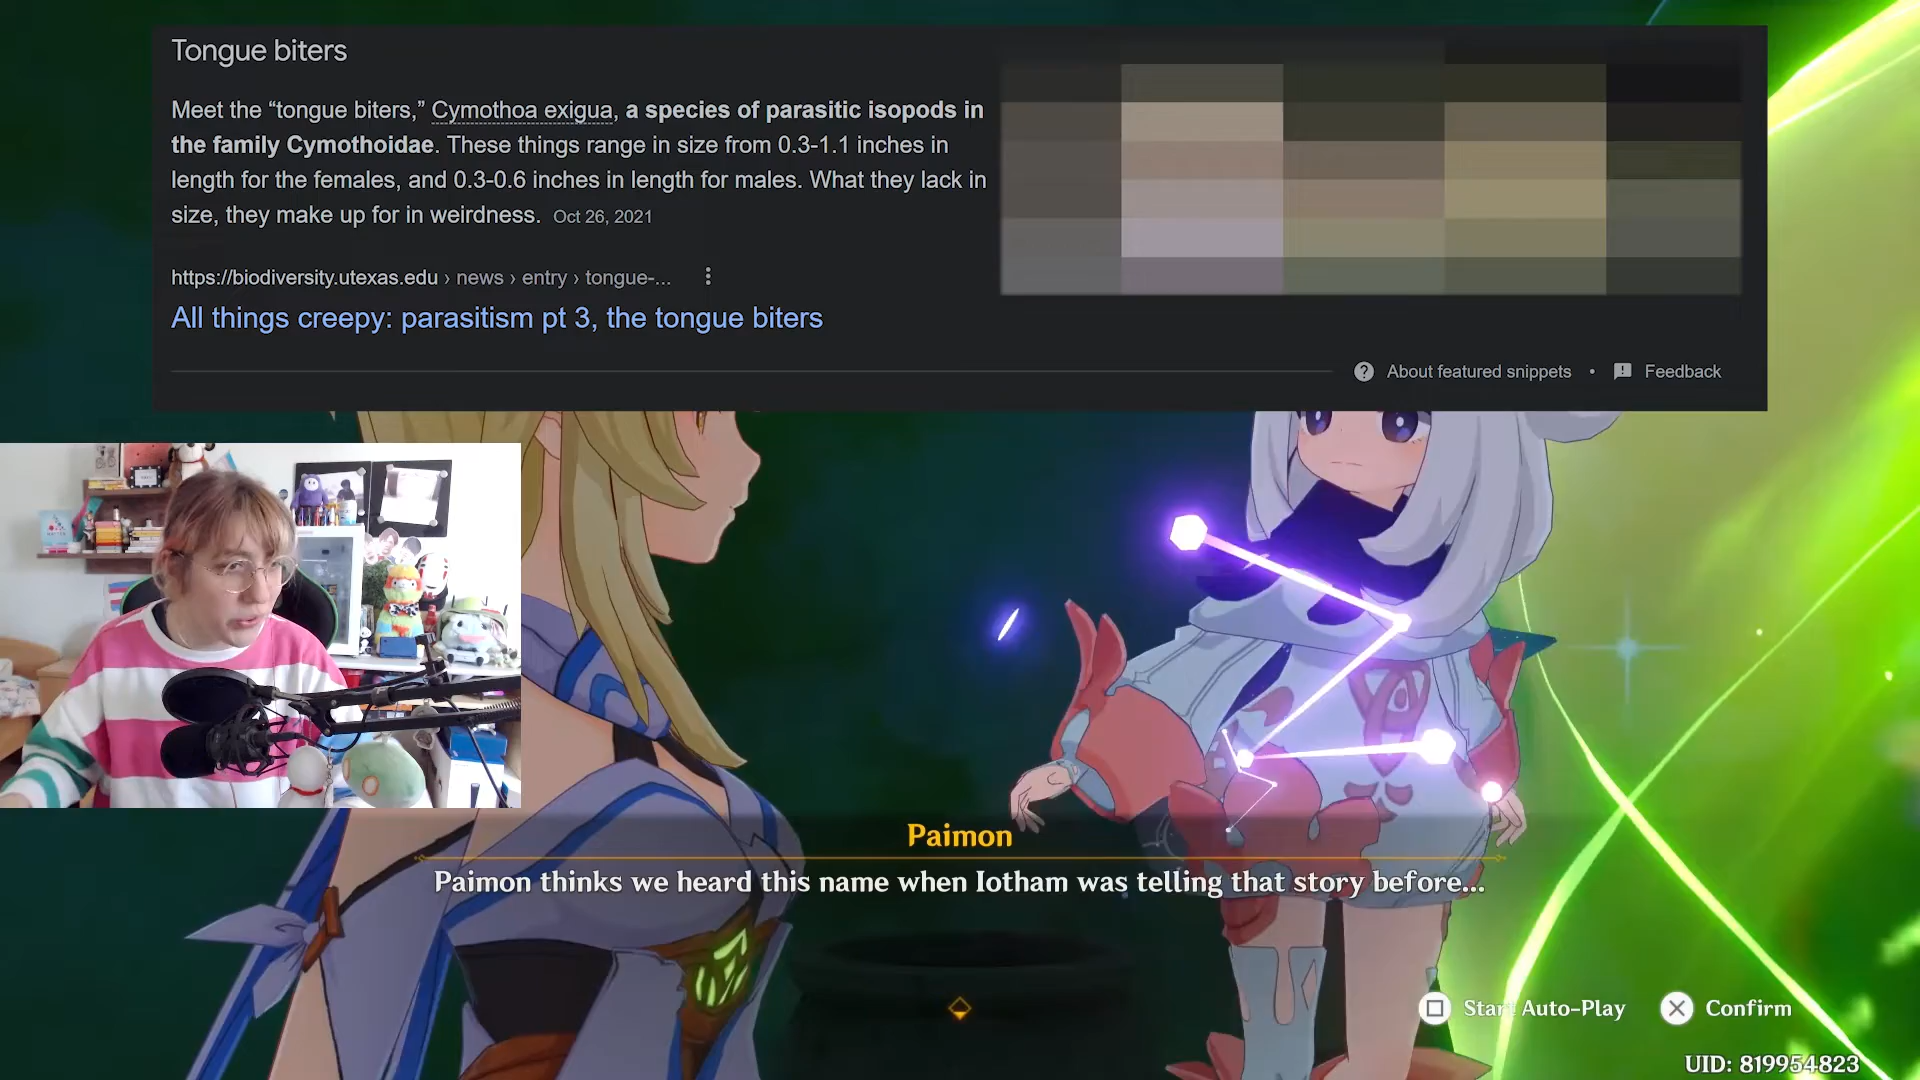 Tongue biters
Meet the “tongue biters,” Cymothoa exigua, a species of parasitic isopods in
the family Cymothoidae. These things range in size from 0.3-1.1 inches in
length for the females, and 0.3-0.6 inches in length for males. What they lack in
size, they make up for in weirdness. Oct 26, 2021
https://biodiversity.utexas.edu › news › entry › tongue-...
All things creepy: parasitism pt 3, the tongue biters
About featured snippets • Feedback
Paimon
Paimon thinks we heard this name when Iotham was telling that story before...
Start Auto-Play Confirm
UID: 819954823